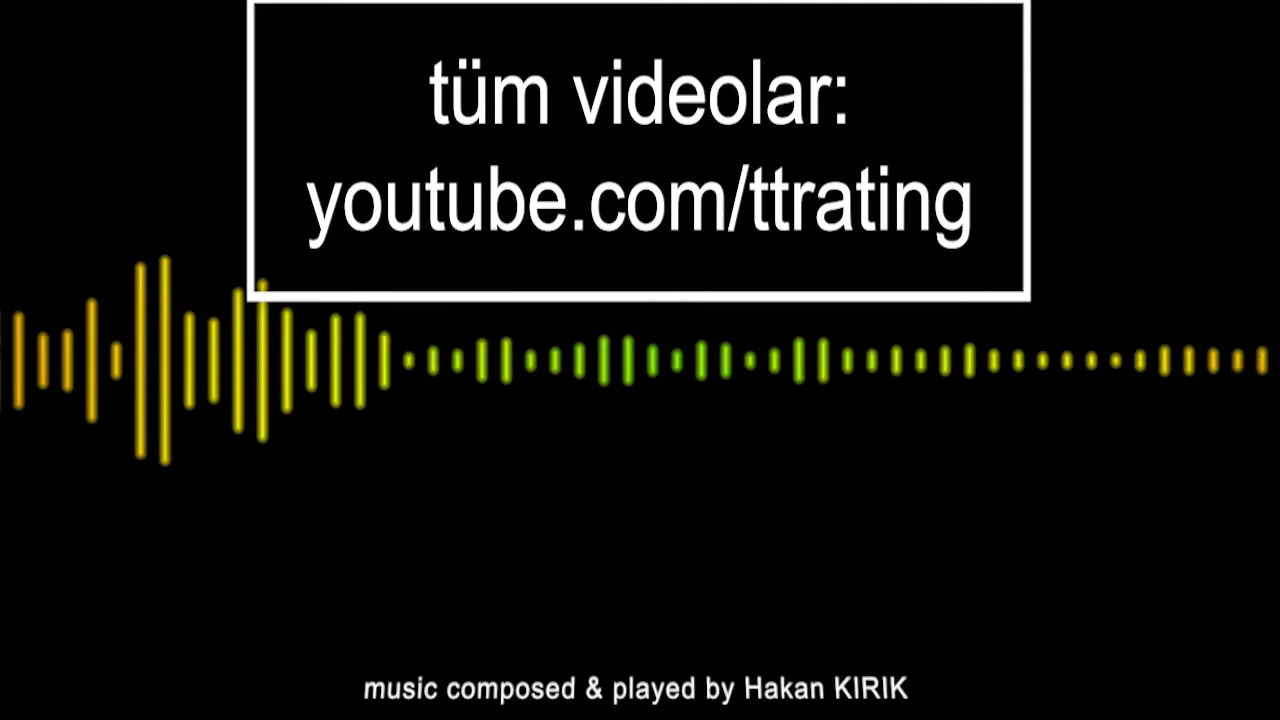 tüm videolar:
youtube.com/ttrating
music composed & played by Hakan KIRIK